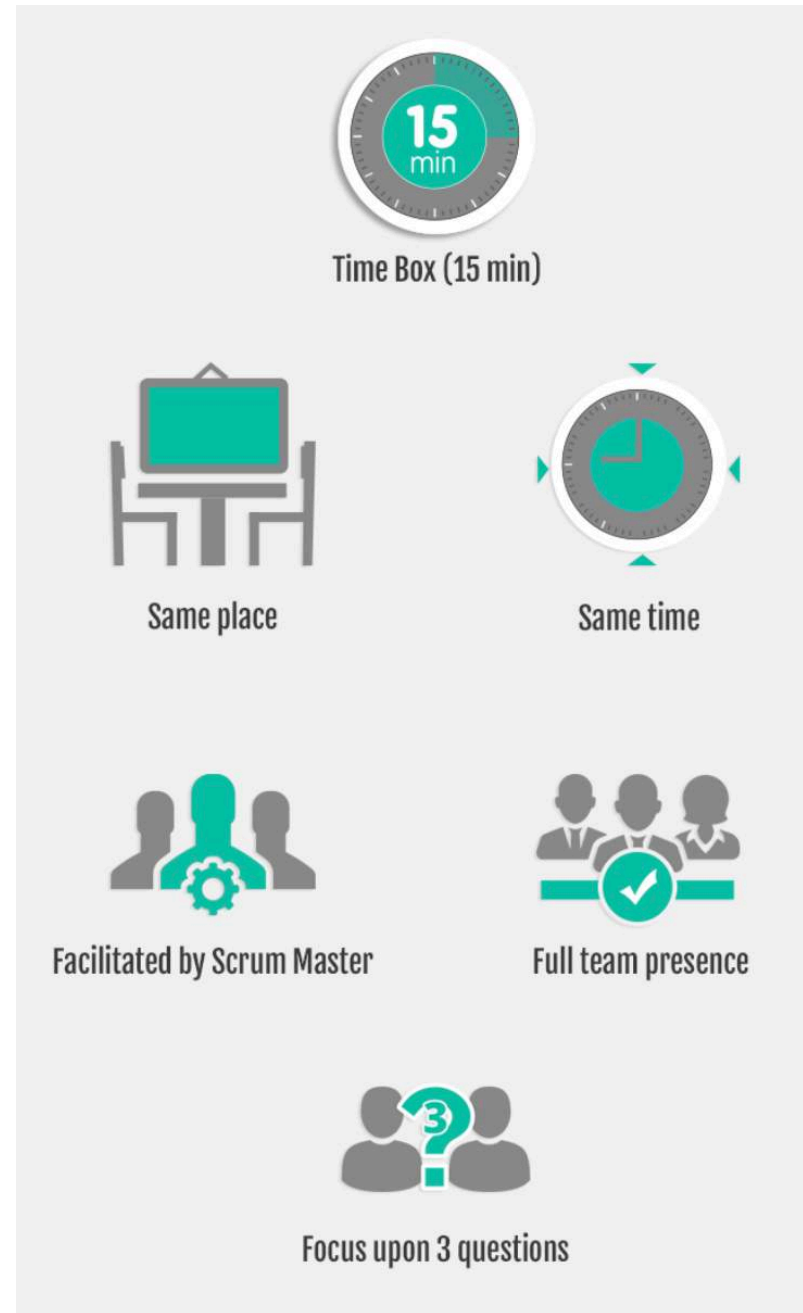 15
min
Time Box (15 min)
Same place
Same time
Facilitated by Scrum Master
Full team presence
3
Focus upon 3 questions